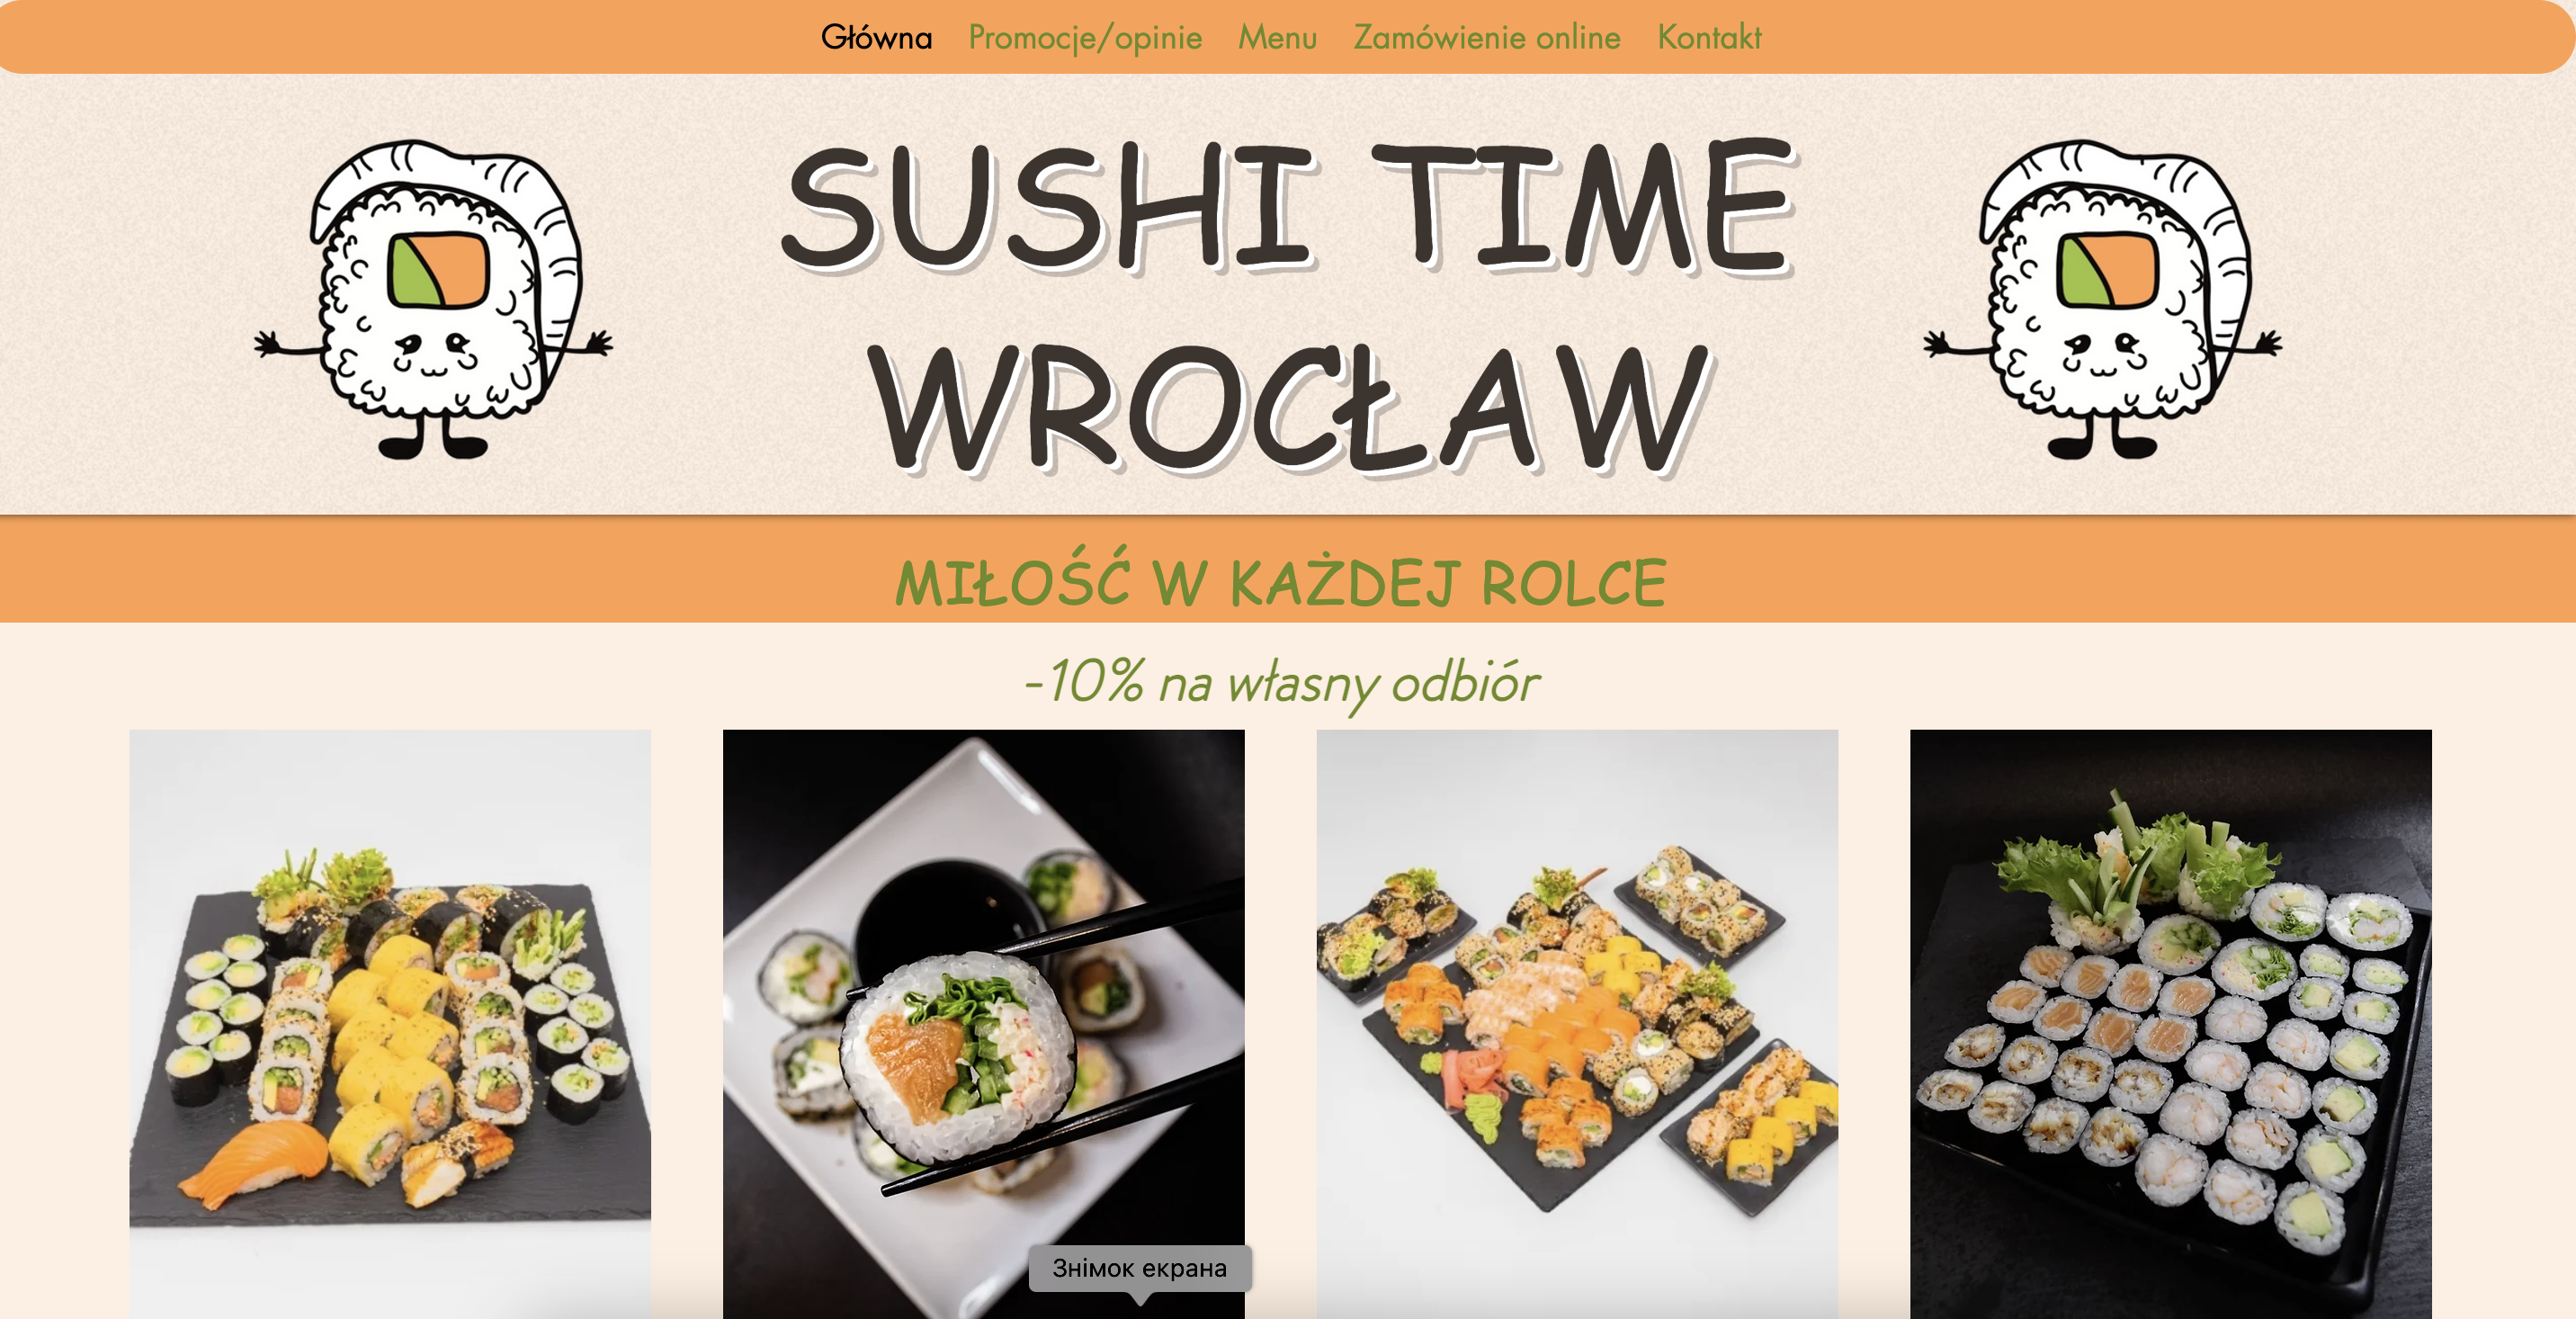 Główna Promocje/opinie Menu Zamówienie online Kontakt
SUSHI TIME
WROCŁAW
MIŁOŚĆ W KAŻDEJ ROLCE
-10% na własny odbiór
Знімок екрана